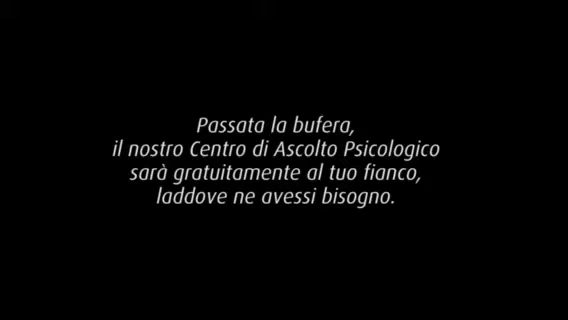 Passata la bufera,
il nostro Centro di Ascolto Psicologico
sarà gratuitamente al tuo fianco,
laddove ne avessi bisogno.